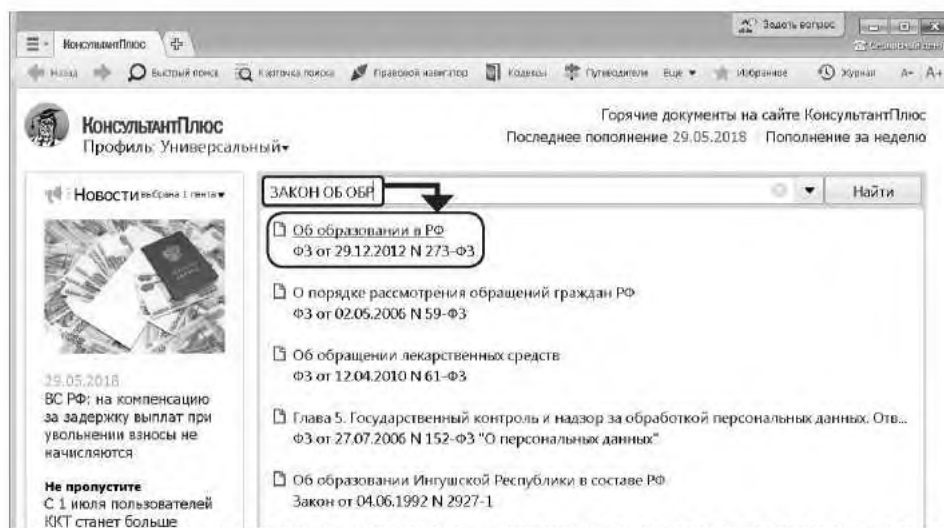 Задать вопрос
КонсультантПлюс
Назад Быстрый поиск Карточка поиска Правовой навигатор Кодексы Путеводители Еще Избранное Журнал А- А+
КонсультантПлюс
Профиль: Универсальный
Горячие документы на сайте КонсультантПлюс
Последнее пополнение 29.05.2018 Пополнение за неделю
Новости выбрана 1 лента
29.05.2018
ВС РФ: на компенсацию
за задержку выплат при
увольнении взносы не
начисляются
Не пропустите
С 1 июля пользователей
ККТ станет больше
ЗАКОН ОБ ОБР
Найти
Об образовании в РФ
ФЗ от 29.12.2012 N 273-ФЗ
О порядке рассмотрения обращений граждан РФ
ФЗ от 02.05.2006 N 59-ФЗ
Об обращении лекарственных средств
ФЗ от 12.04.2010 N 61-ФЗ
Глава 5. Государственный контроль и надзор за обработкой персональных данных. Отв...
ФЗ от 27.07.2006 N 152-ФЗ "О персональных данных"
Об образовании Ингушской Республики в составе РФ
Закон от 04.06.1992 N 2927-1